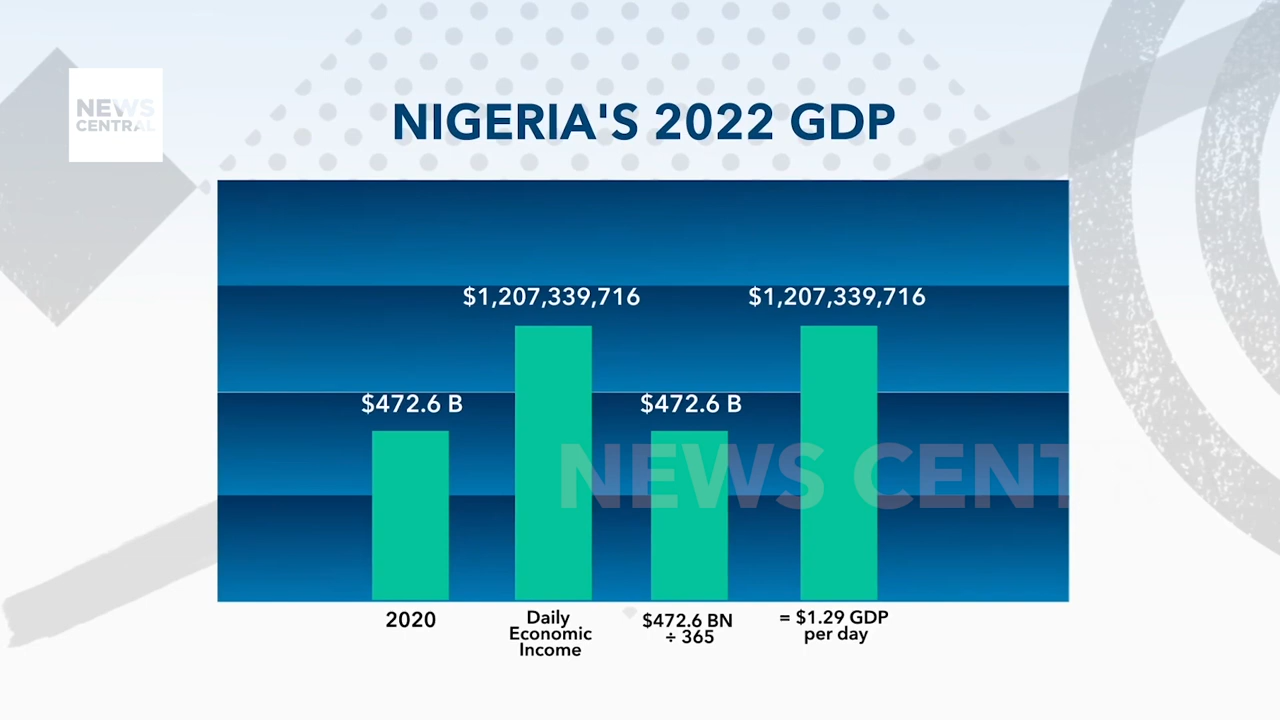 NEWS
CENTRAL
NIGERIA'S 2022 GDP
$1,207,339,716
$1,207,339,716
$472.6 B
$472.6 B
NEWS CENT
2020
Daily
Economic
Income
$472.6 BN
÷ 365
= $1.29 GDP
per day